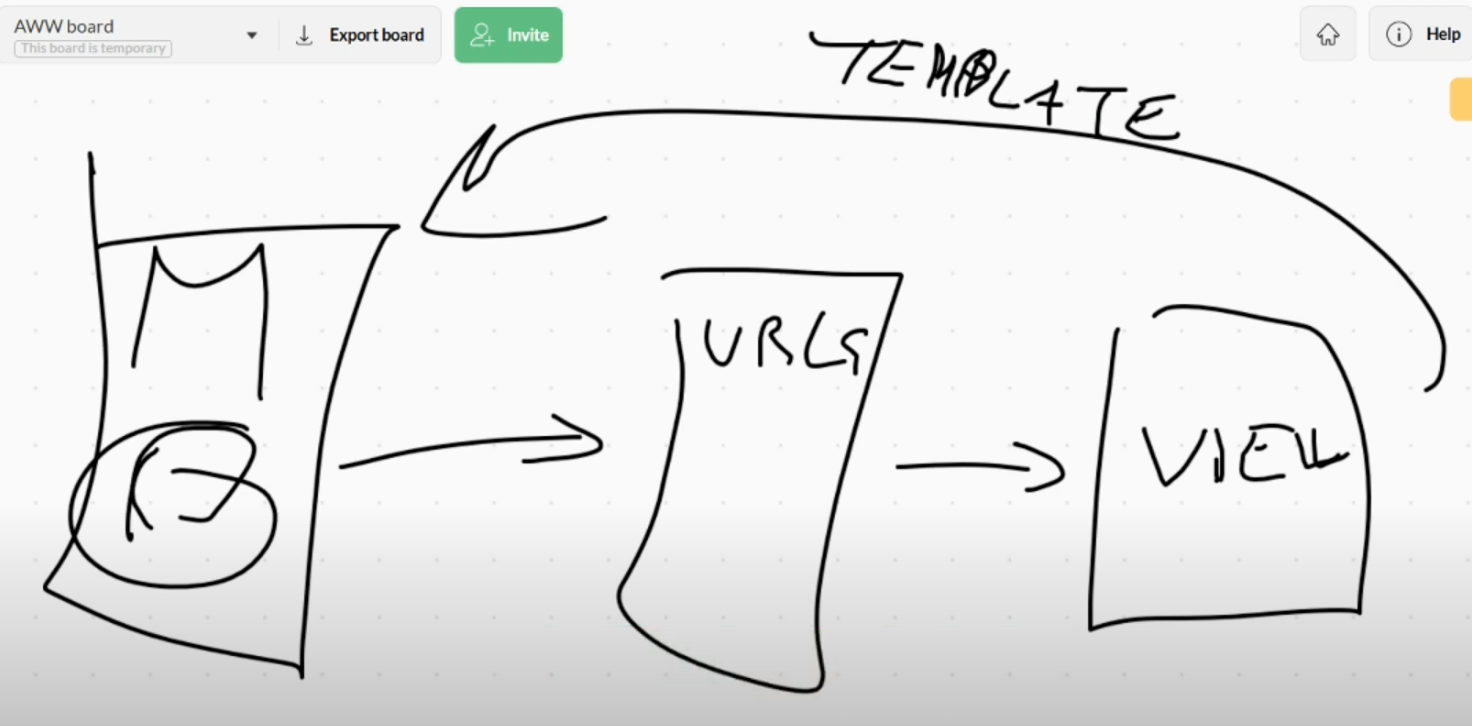 AWW board
This board is temporary
Export board
Invite
Help
TEMPLATE
M
URLS
VIEW